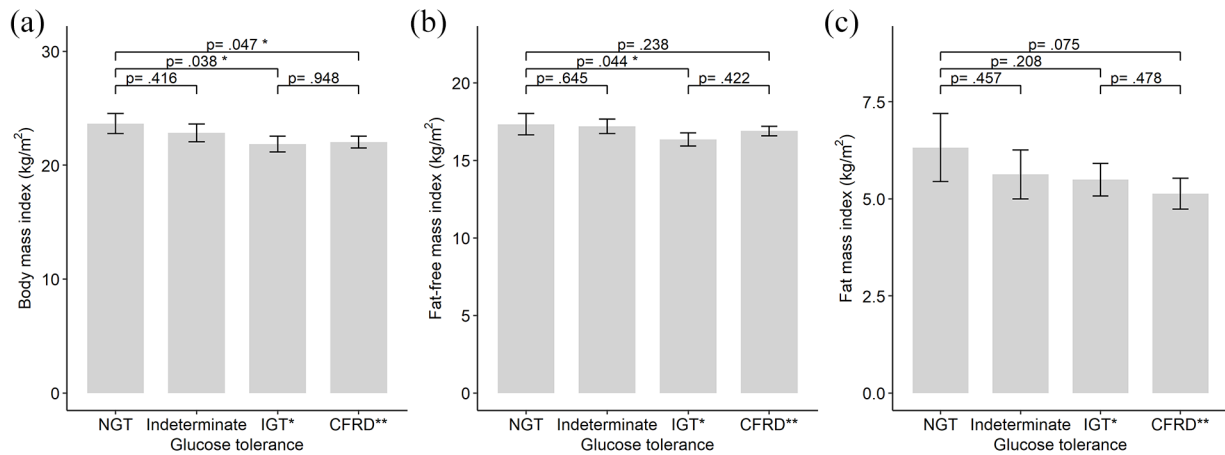 (a)
Body mass index (kg/m²)
30
20
10
0
p= .047 *
p= .038 *
p= .416
p= .948
NGT Indeterminate IGT* CFRD**
Glucose tolerance
(b)
Fat-free mass index (kg/m²)
20
15
10
5
0
p= .238
p= .044 *
p= .645
p= .422
NGT Indeterminate IGT* CFRD**
Glucose tolerance
(c)
Fat mass index (kg/m²)
7.5
5.0
2.5
0.0
p= .075
p= .208
p= .457
p= .478
NGT Indeterminate IGT* CFRD**
Glucose tolerance